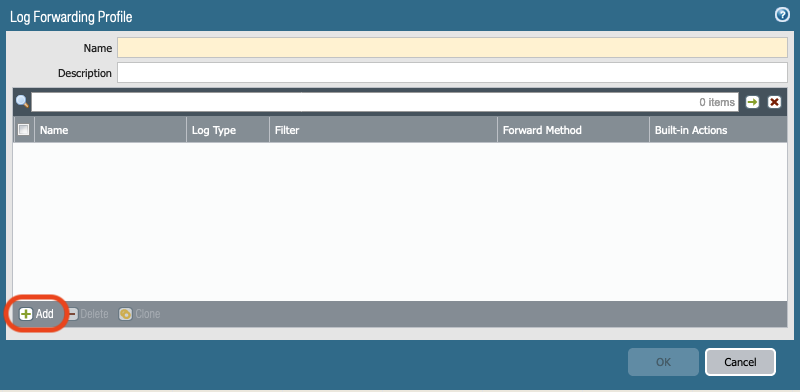 Log Forwarding Profile
Name
Description
0 items
Name Log Type Filter Forward Method Built-in Actions
Add Delete Clone
OK Cancel